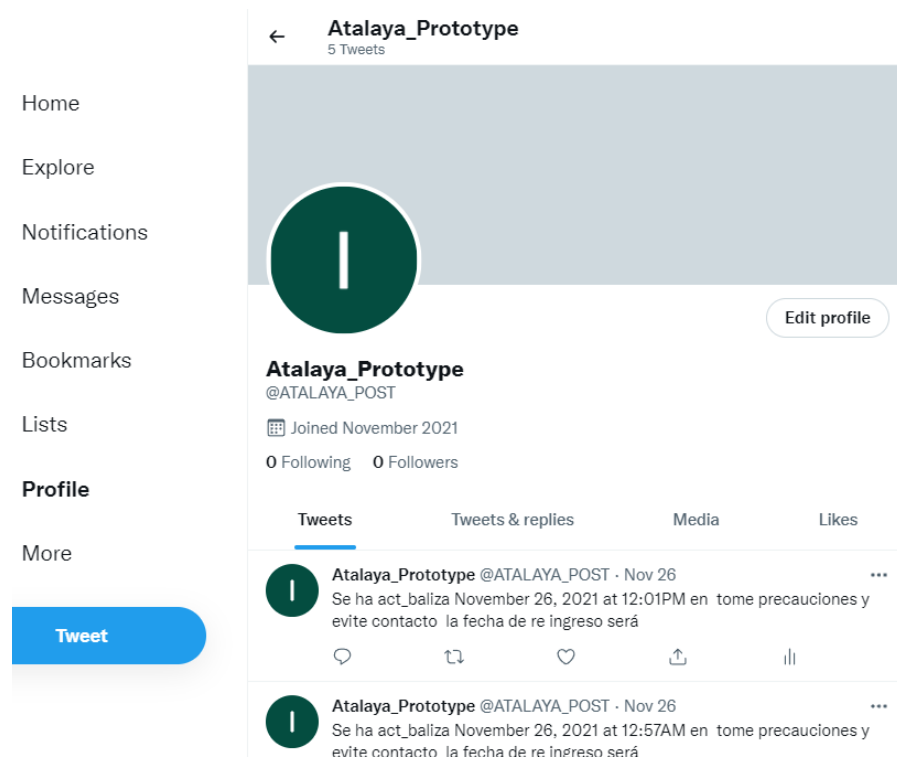 Atalaya_Prototype
5 Tweets
Home
Explore
Notifications
Messages
Bookmarks
Lists
Profile
More
Tweet
I
Edit profile
Atalaya_Prototype
@ATALAYA_POST
Joined November 2021
0 Following 0 Followers
Tweets Tweets & replies Media Likes
I
Atalaya_Prototype @ATALAYA_POST · Nov 26
Se ha act_baliza November 26, 2021 at 12:01PM en tome precauciones y
evite contacto la fecha de re ingreso será
I
Atalaya_Prototype @ATALAYA_POST · Nov 26
Se ha act_baliza November 26, 2021 at 12:57AM en tome precauciones y
evite contacto la fecha de re ingreso será